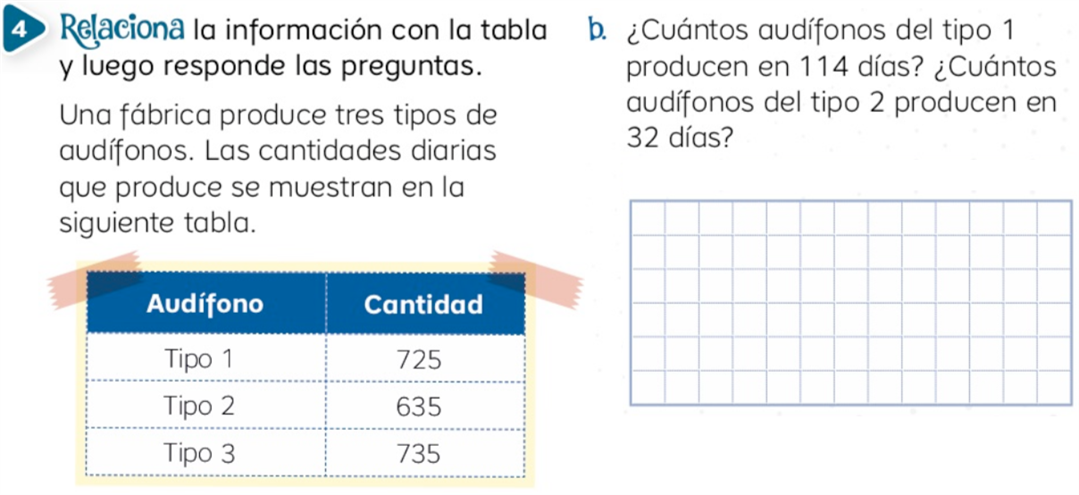 4 Relaciona la información con la tabla
y luego responde las preguntas.
Una fábrica produce tres tipos de
audífonos. Las cantidades diarias
que produce se muestran en la
siguiente tabla.
Audífono Cantidad
Tipo 1 725
Tipo 2 635
Tipo 3 735
b. ¿Cuántos audífonos del tipo 1
producen en 114 días? ¿Cuántos
audífonos del tipo 2 producen en
32 días?